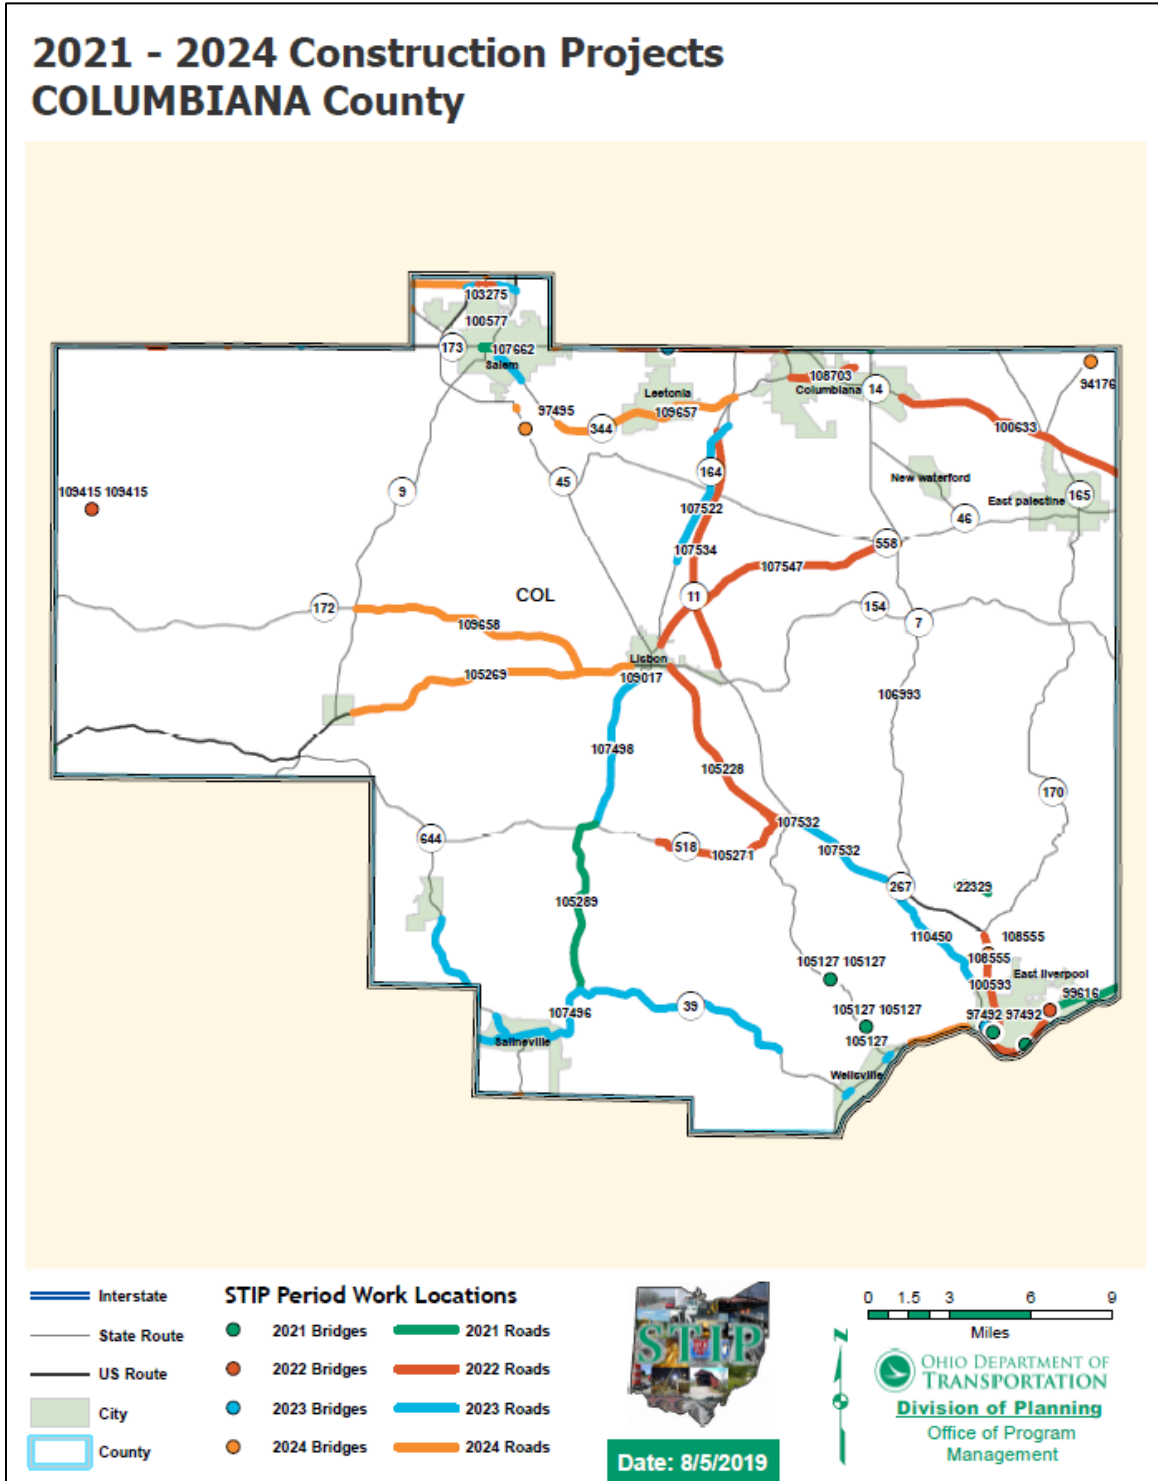 2021 - 2024 Construction Projects
COLUMBIANA County
103275
100577
173
107662
Salem
108703
Columbiana
14
94176
Leetonia
109657
97495
344
100633
164
45
9
109415 109415
New waterford
165
East palestine
107522
46
558
107534
107547
COL
11
172
154
7
109658
Lisbon
105269
109017
106993
107498
105228
170
107532
644
518
105271
107532
267
22329
105289
110450
108555
108555
105127 105127
East liverpool
100593
99616
107496
39
105127 105127
97492 97492
105127
Salineville
Wellsville
Interstate
State Route
US Route
City
County
STIP Period Work Locations
2021 Bridges
2021 Roads
2022 Bridges
2022 Roads
2023 Bridges
2023 Roads
2024 Bridges
2024 Roads
STIP
Date: 8/5/2019
0 1.5 3 6 9
Miles
N
OHIO DEPARTMENT OF
TRANSPORTATION
Division of Planning
Office of Program
Management